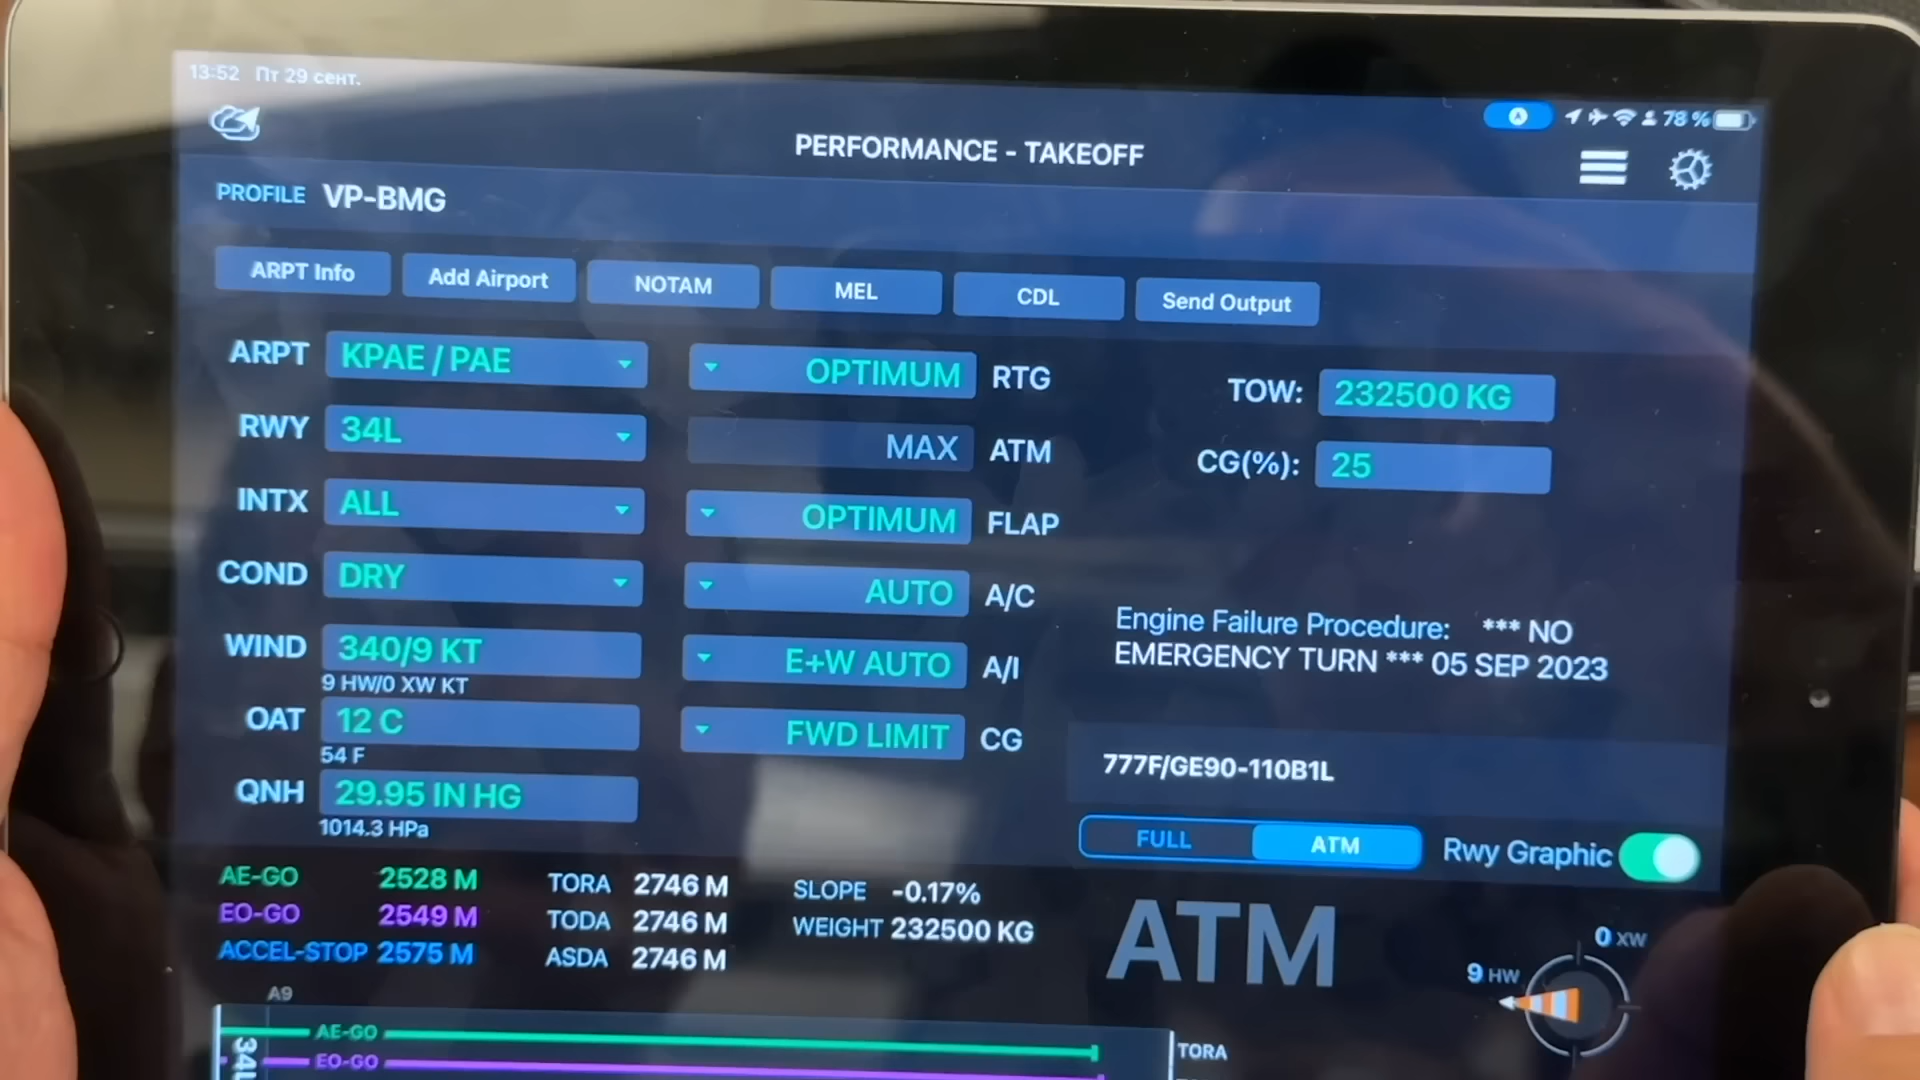 13:52 Пт 29 сент.
78 %
PERFORMANCE - TAKEOFF
PROFILE VP-BMG
ARPT Info Add Airport NOTAM MEL CDL Send Output
ARPT KPAE / PAE OPTIMUM RTG TOW: 232500 KG
RWY 34L MAX ATM CG(%): 25
INTX ALL OPTIMUM FLAP
COND DRY AUTO A/C
Engine Failure Procedure: *** NO
EMERGENCY TURN *** 05 SEP 2023
WIND 340/9 KT E+W AUTO A/I
9 HW/0 XW KT
OAT 12 C FWD LIMIT CG
54 F
777F/GE90-110B1L
QNH 29.95 IN HG
1014.3 HPa
FULL ATM Rwy Graphic
AE-GO 2528 M TORA 2746 M SLOPE -0.17%
EO-GO 2549 M TODA 2746 M WEIGHT 232500 KG
ACCEL-STOP 2575 M ASDA 2746 M
ATM
0 XW
9 HW
A9
AE-GO
TORA
EO-GO
34L